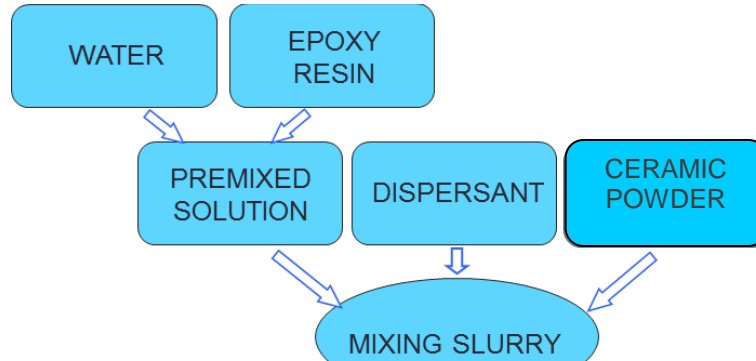 WATER
EPOXY
RESIN
PREMIXED
SOLUTION
DISPERSANT
CERAMIC
POWDER
MIXING SLURRY